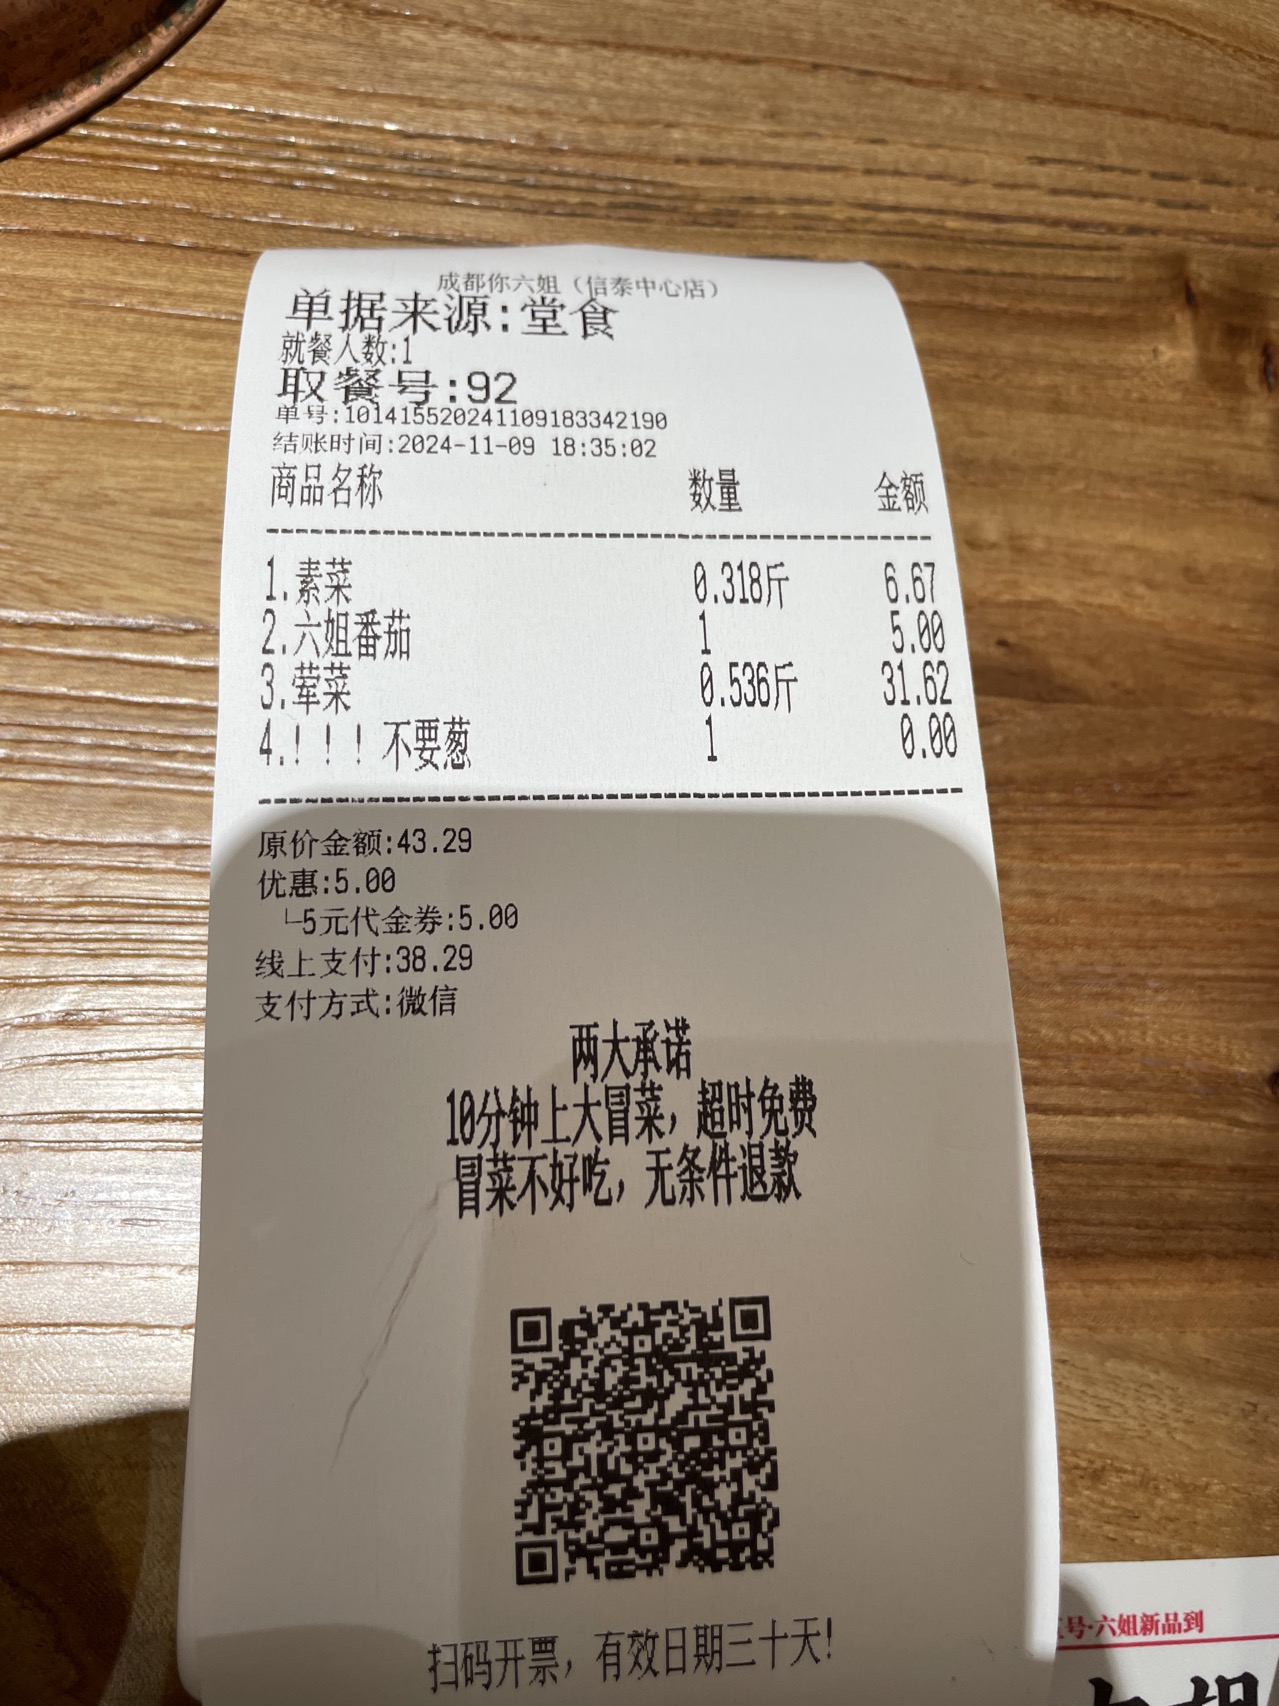 成都你六姐（信泰中心店）
单据来源:堂食
就餐人数:1
取餐号:92
单号:10141552024110918334​2190
结账时间:2024-11-09 18:35:02
商品名称 数量 金额
1.素菜 0.318斤 6.67
2.六姐番茄 1 5.00
3.荤菜 0.536斤 31.62
4.！！！不要葱 1 0.00
原价金额:43.29
优惠:5.00
└5元代金券:5.00
线上支付:38.29
支付方式:微信
两大承诺
10分钟上大冒菜，超时免费
冒菜不好吃，无条件退款
扫码开票，有效日期三十天!
号·六姐新品到